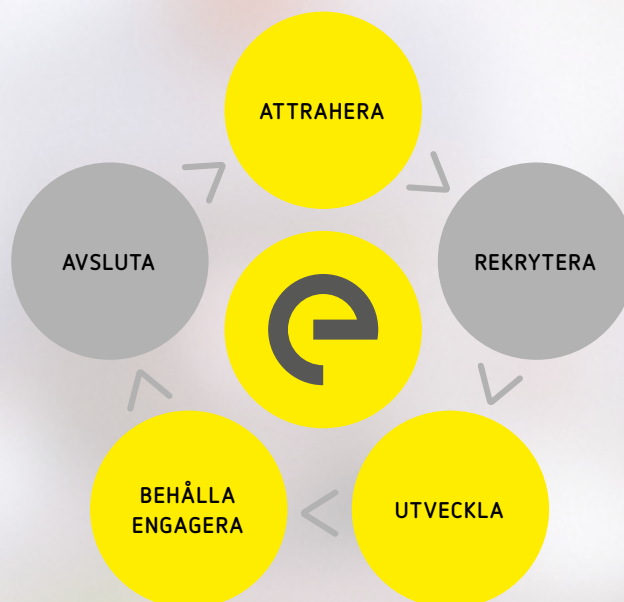 ATTRAHERA
REKRYTERA
UTVECKLA
BEHÅLLA
ENGAGERA
AVSLUTA
e